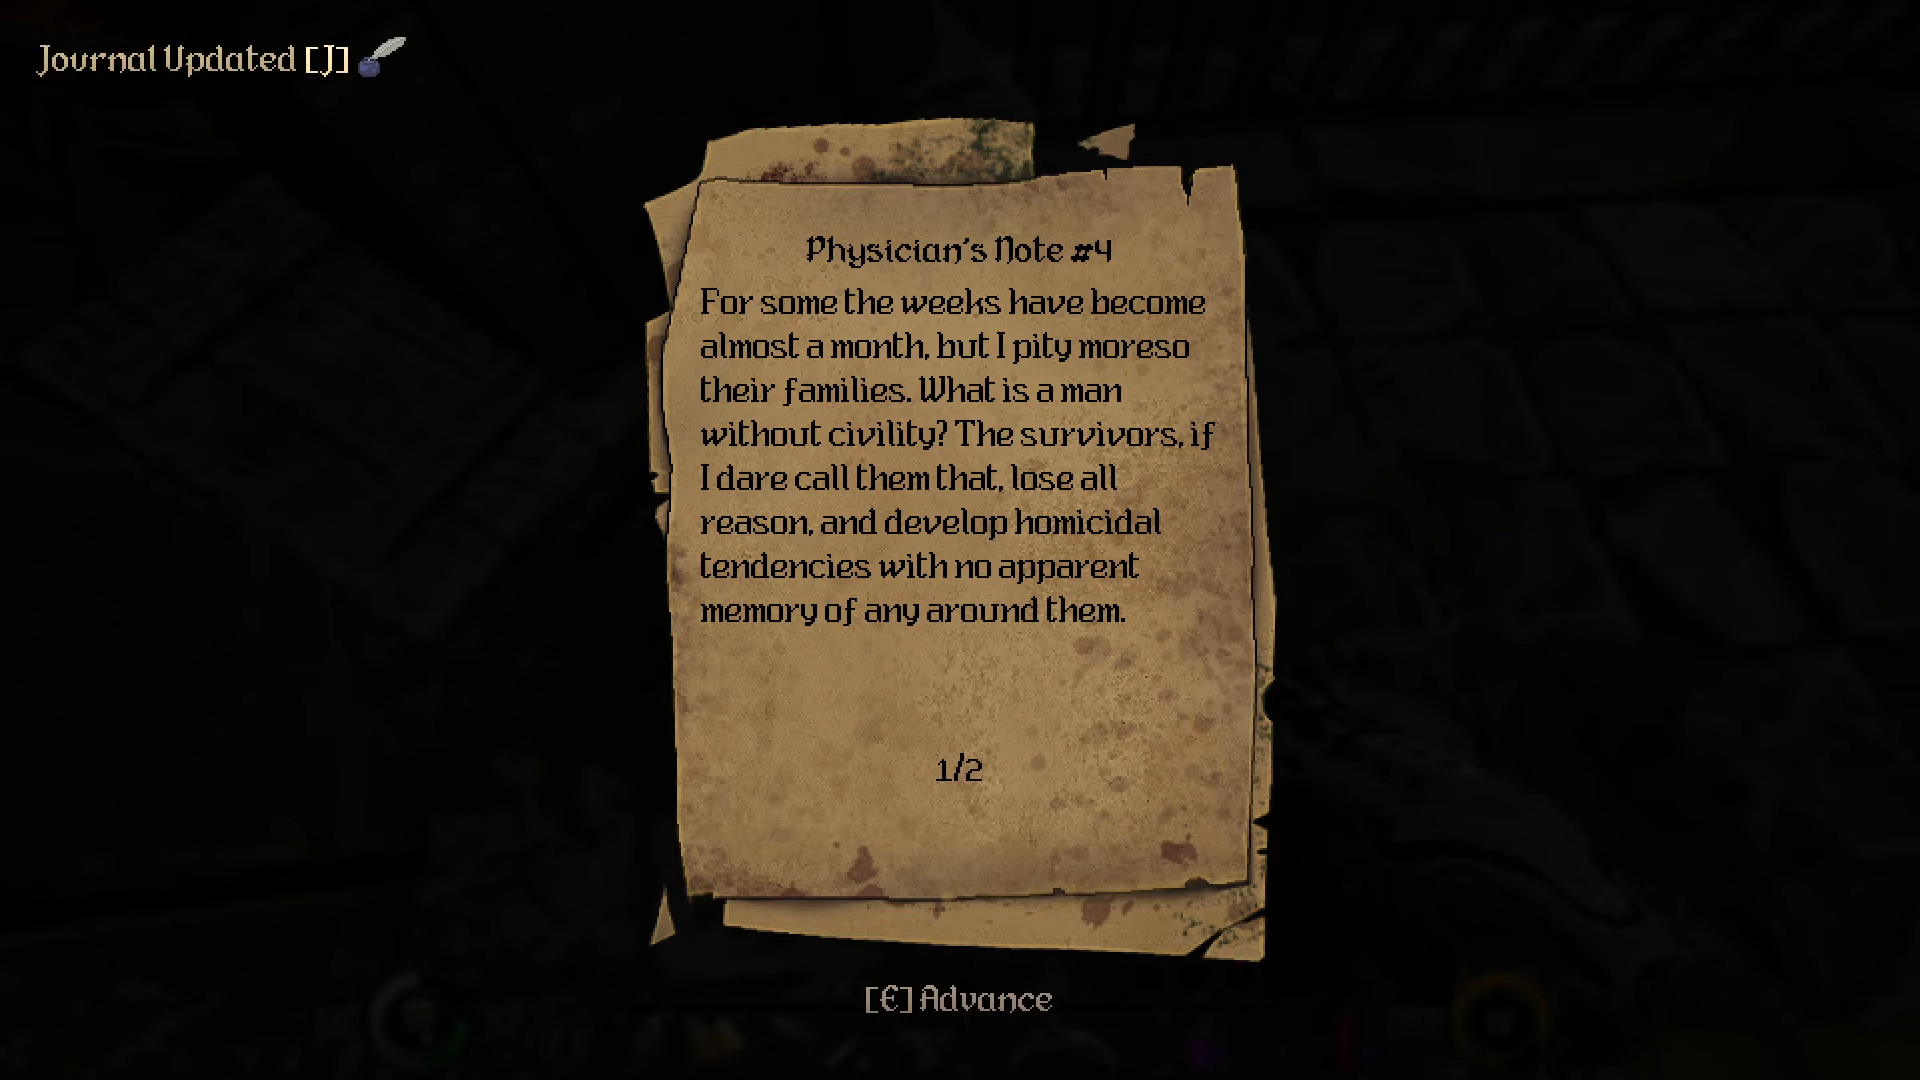 Journal Updated [J]
Physician's Note #4
For some the weeks have become
almost a month, but I pity moreso
their families. What is a man
without civility? The survivors, if
I dare call them that, lose all
reason, and develop homicidal
tendencies with no apparent
memory of any around them.
1/2
[E] Advance